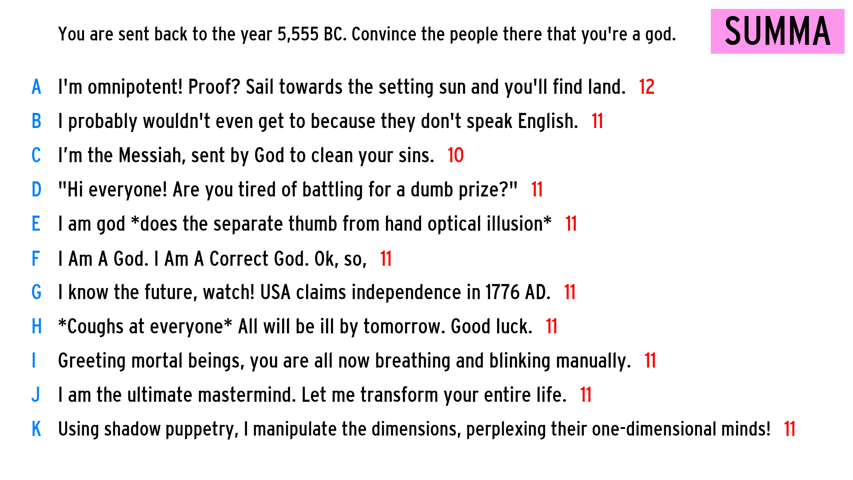 You are sent back to the year 5,555 BC. Convince the people there that you're a god.
SUMMA
A I'm omnipotent! Proof? Sail towards the setting sun and you'll find land. 12
B I probably wouldn't even get to because they don't speak English. 11
C I’m the Messiah, sent by God to clean your sins. 10
D "Hi everyone! Are you tired of battling for a dumb prize?" 11
E I am god *does the separate thumb from hand optical illusion* 11
F I Am A God. I Am A Correct God. Ok, so, 11
G I know the future, watch! USA claims independence in 1776 AD. 11
H *Coughs at everyone* All will be ill by tomorrow. Good luck. 11
I Greeting mortal beings, you are all now breathing and blinking manually. 11
J I am the ultimate mastermind. Let me transform your entire life. 11
K Using shadow puppetry, I manipulate the dimensions, perplexing their one-dimensional minds! 11